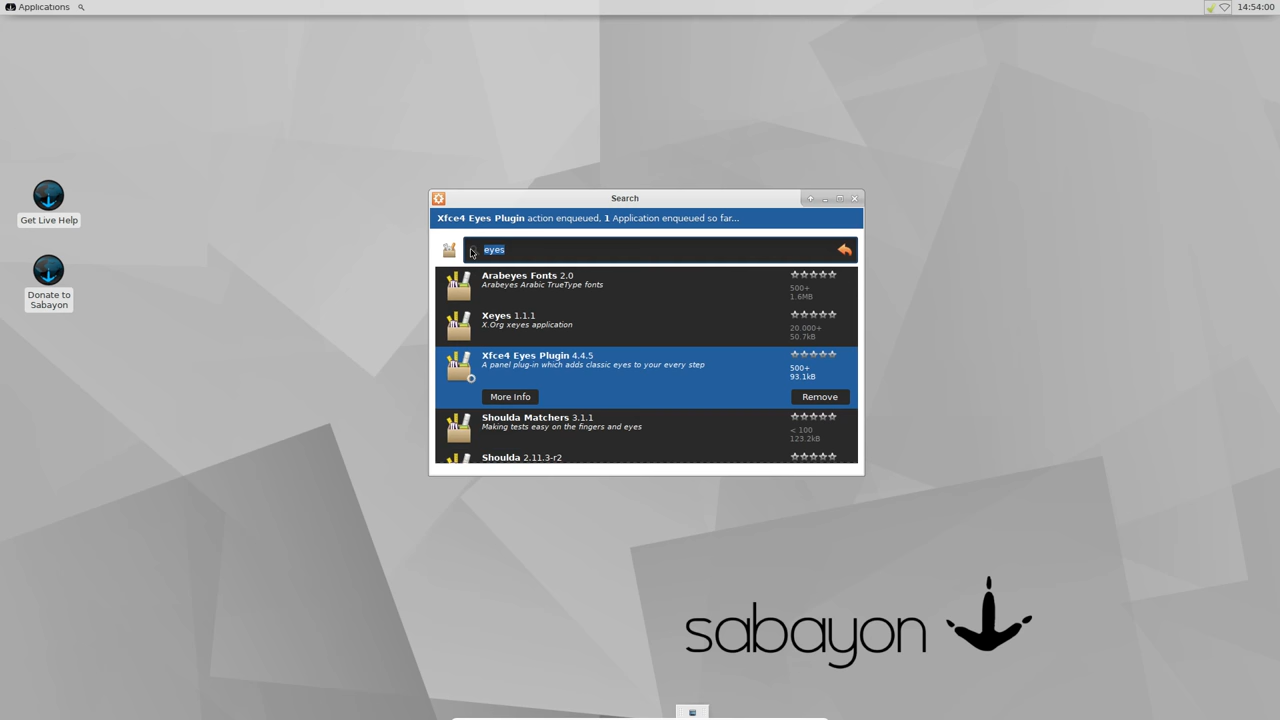 Applications
14:54:00
Get Live Help
Donate to
Sabayon
Search
Xfce4 Eyes Plugin action enqueued, 1 Application enqueued so far...
eyes
Arabeyes Fonts 2.0
Arabeyes Arabic TrueType fonts
500+
1.6MB
Xeyes 1.1.1
X.Org xeyes application
20.000+
50.7kB
Xfce4 Eyes Plugin 4.4.5
A panel plug-in which adds classic eyes to your every step
500+
93.1kB
More Info
Remove
Shoulda Matchers 3.1.1
Making tests easy on the fingers and eyes
< 100
123.2kB
Shoulda 2.11.3-r2
sabayon